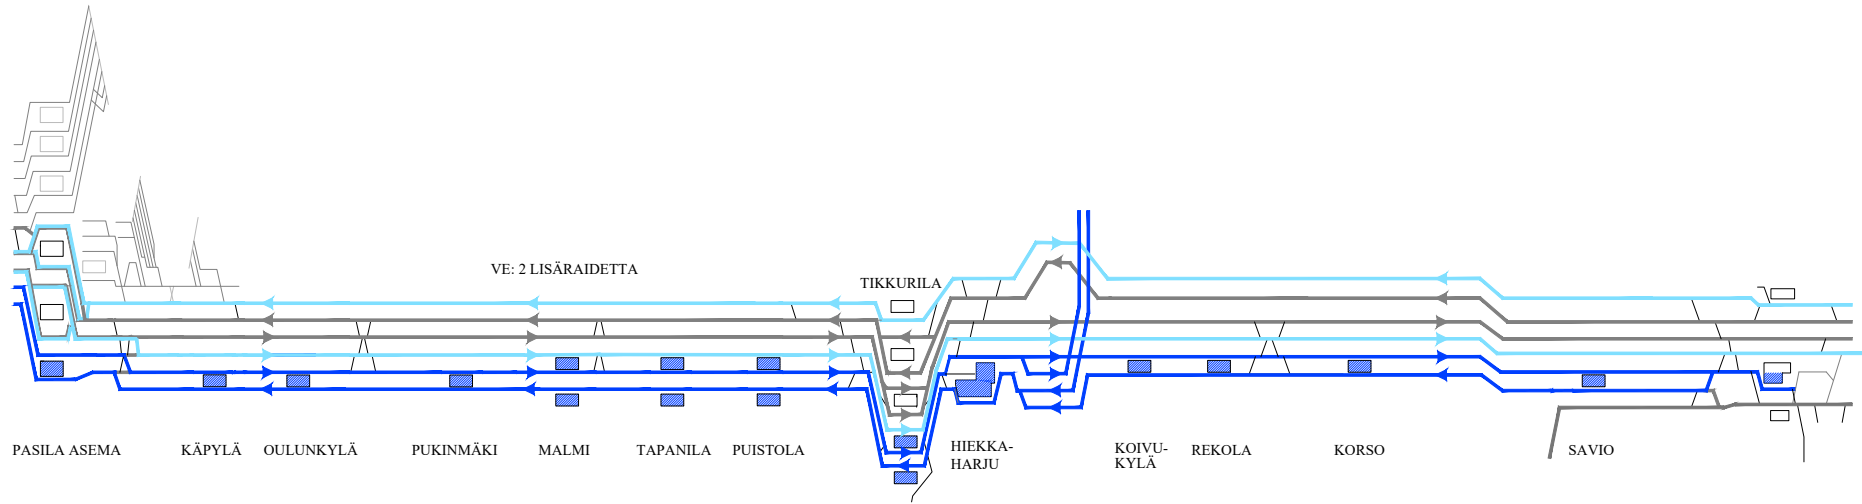 VE: 2 LISÄRAIDETTA
TIKKURILA
PASILA ASEMA
KÄPYLÄ
OULUNKYLÄ
PUKINMÄKI
MALMI
TAPANILA
PUISTOLA
HIEKKA-
HARJU
KOIVU-
KYLÄ
REKOLA
KORSO
SAVIO